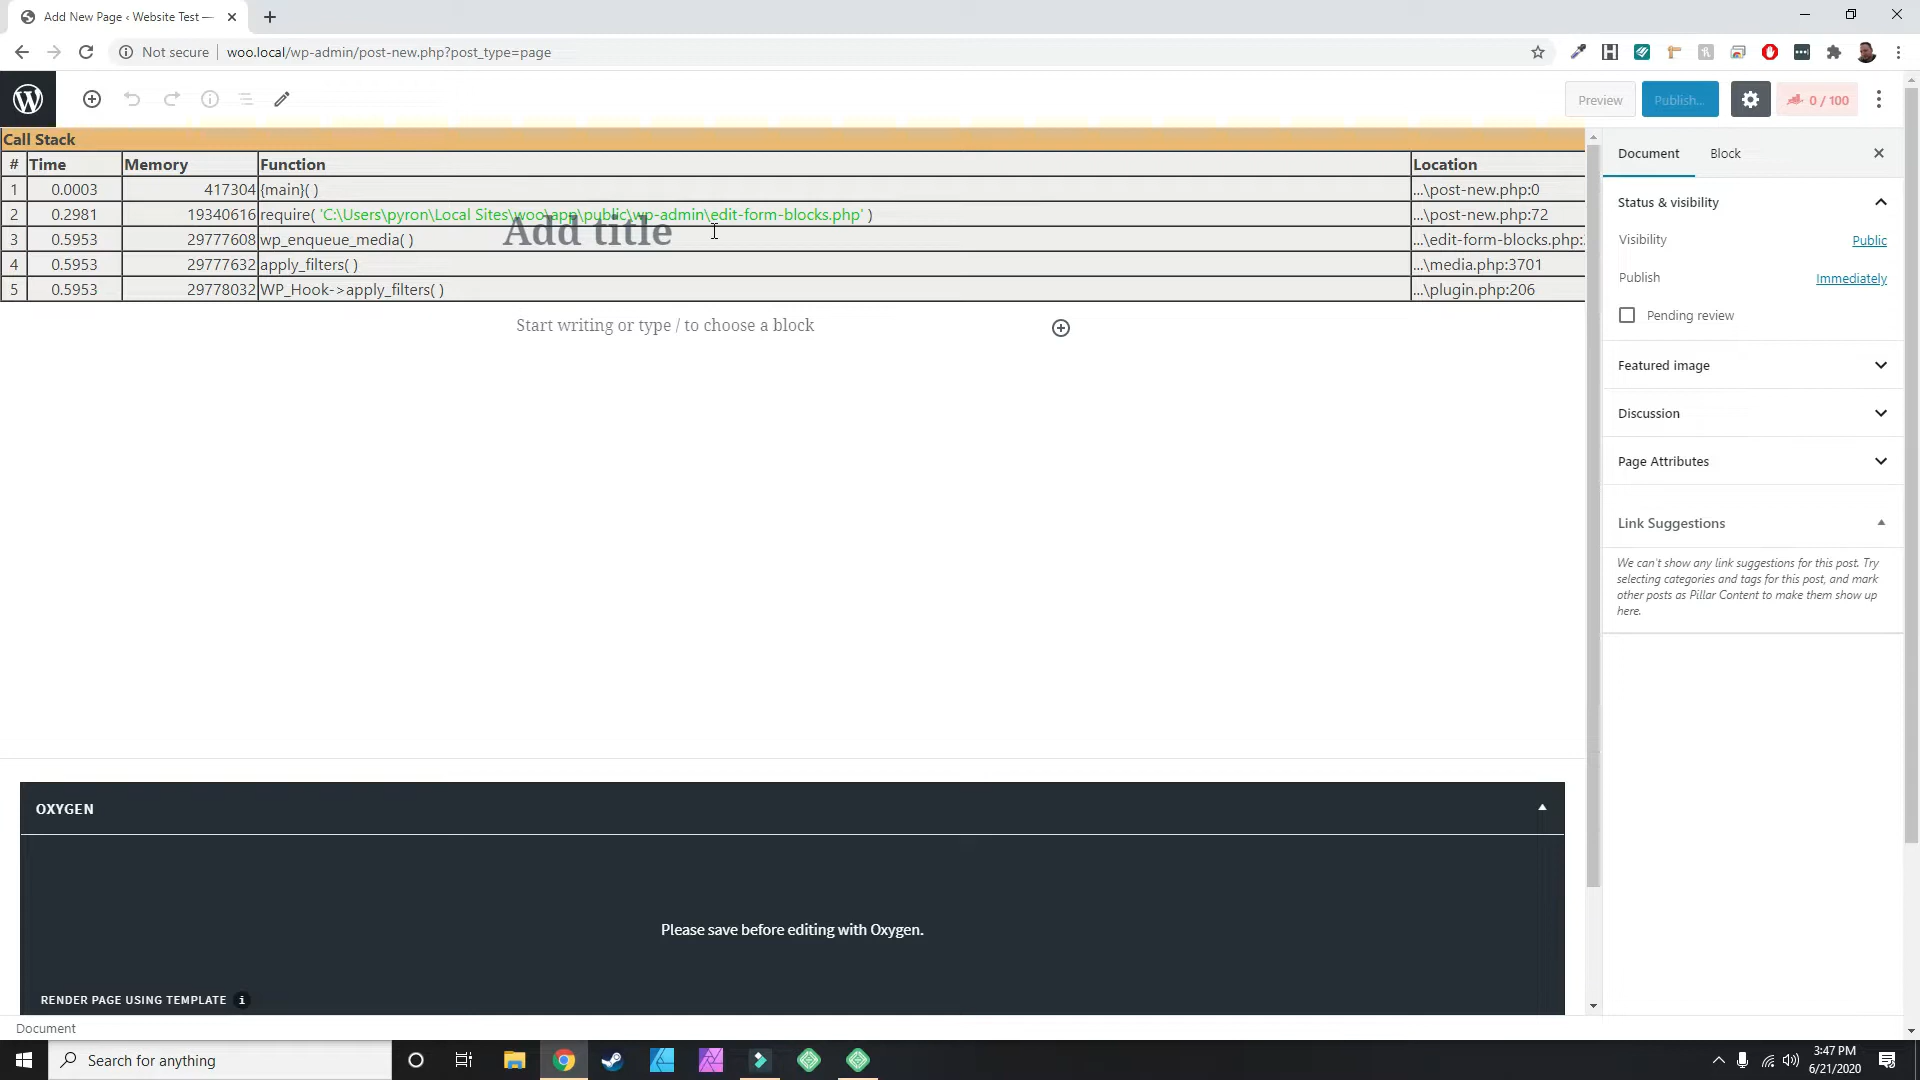 Add New Page ‹ Website Test —
Not secure
woo.local/wp-admin/post-new.php?post_type=page
Preview
Publish...
0 / 100
Call Stack
# Time Memory Function Location
1 0.0003 417304 {main}( ) ...\post-new.php:0
2 0.2981 19340616 require( 'C:\Users\pyron\Local Sites\woo\app\public\wp-admin\edit-form-blocks.php' ) ...\post-new.php:72
Add title
3 0.5953 29777608 wp_enqueue_media( ) ...\edit-form-blocks.php:
4 0.5953 29777632 apply_filters( ) ...\media.php:3701
5 0.5953 29778032 WP_Hook->apply_filters( ) ...\plugin.php:206
Start writing or type / to choose a block
Document
Block
Status & visibility
Visibility
Public
Publish
Immediately
Pending review
Featured image
Discussion
Page Attributes
Link Suggestions
We can't show any link suggestions for this post. Try
selecting categories and tags for this post, and mark
other posts as Pillar Content to make them show up
here.
OXYGEN
Please save before editing with Oxygen.
RENDER PAGE USING TEMPLATE i
Document
Search for anything
3:47 PM
6/21/2020